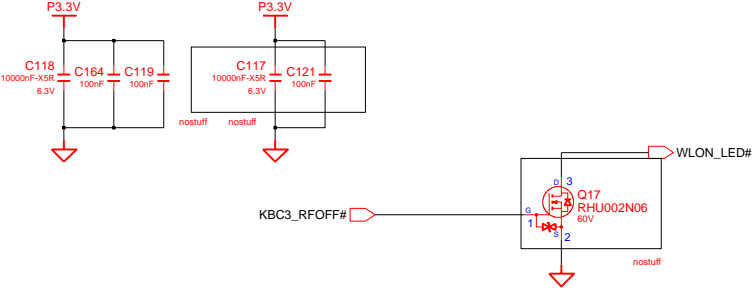 P3.3V
P3.3V
C118
10000nF-X5R
6.3V
C164
100nF
C119
100nF
C117
10000nF-X5R
6.3V
C121
100nF
nostuff
nostuff
WLON_LED#
D
3
Q17
RHU002N06
60V
KBC3_RFOFF#
G
1
S
2
nostuff